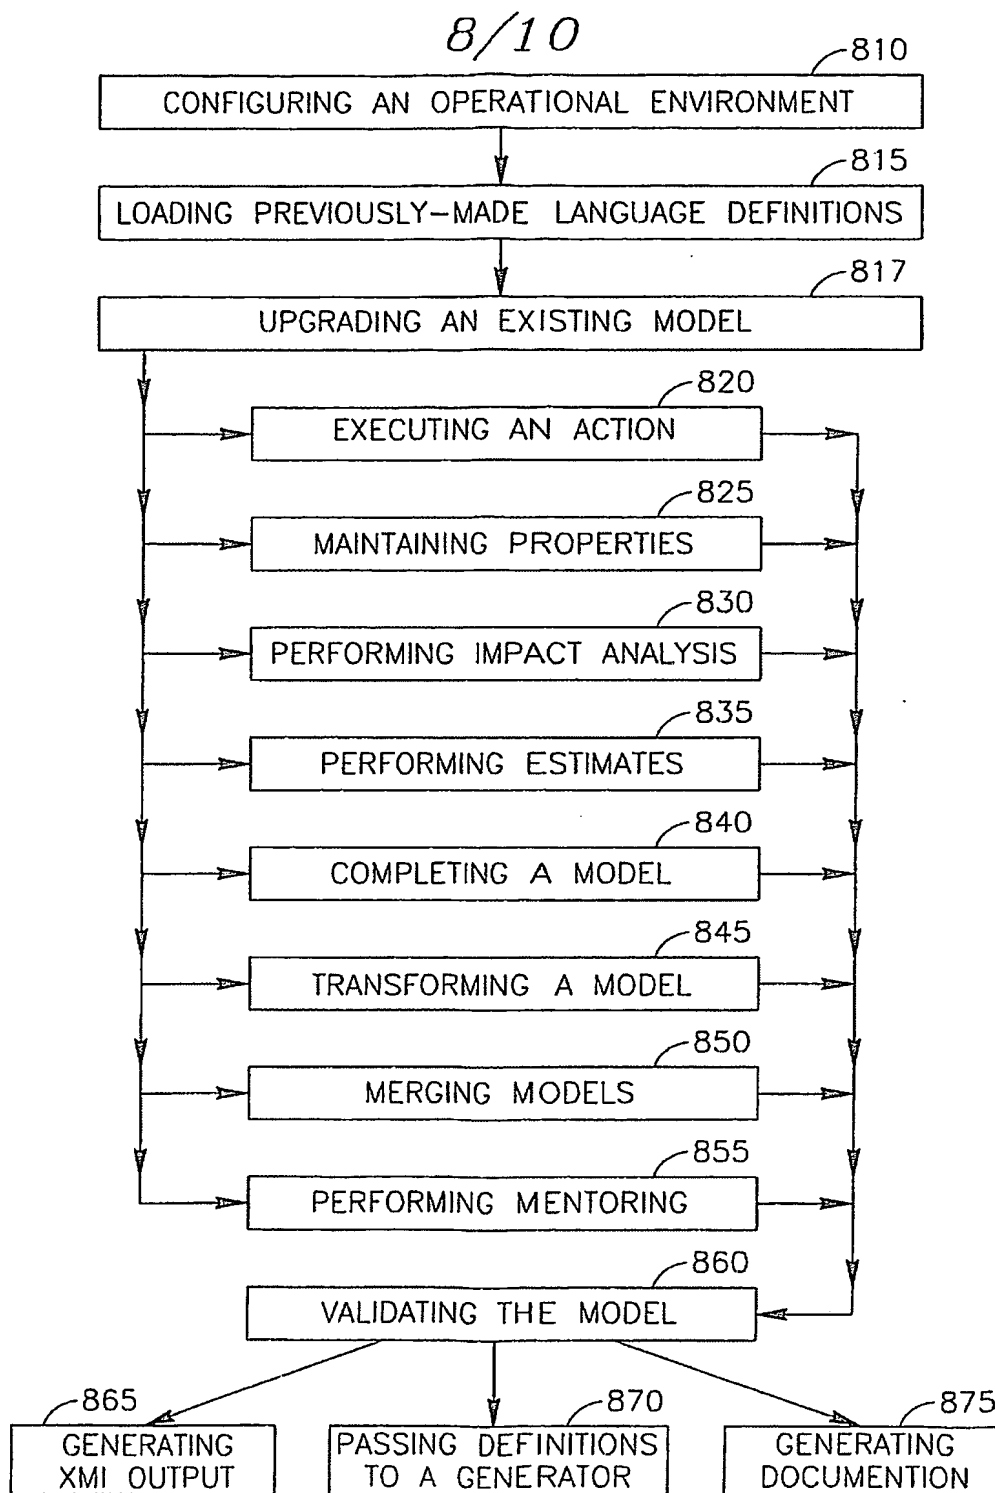 8/10
810
CONFIGURING AN OPERATIONAL ENVIRONMENT
815
LOADING PREVIOUSLY-MADE LANGUAGE DEFINITIONS
817
UPGRADING AN EXISTING MODEL
820
EXECUTING AN ACTION
825
MAINTAINING PROPERTIES
830
PERFORMING IMPACT ANALYSIS
835
PERFORMING ESTIMATES
840
COMPLETING A MODEL
845
TRANSFORMING A MODEL
850
MERGING MODELS
855
PERFORMING MENTORING
860
VALIDATING THE MODEL
865
GENERATING
XMI OUTPUT
870
PASSING DEFINITIONS
TO A GENERATOR
875
GENERATING
DOCUMENTION